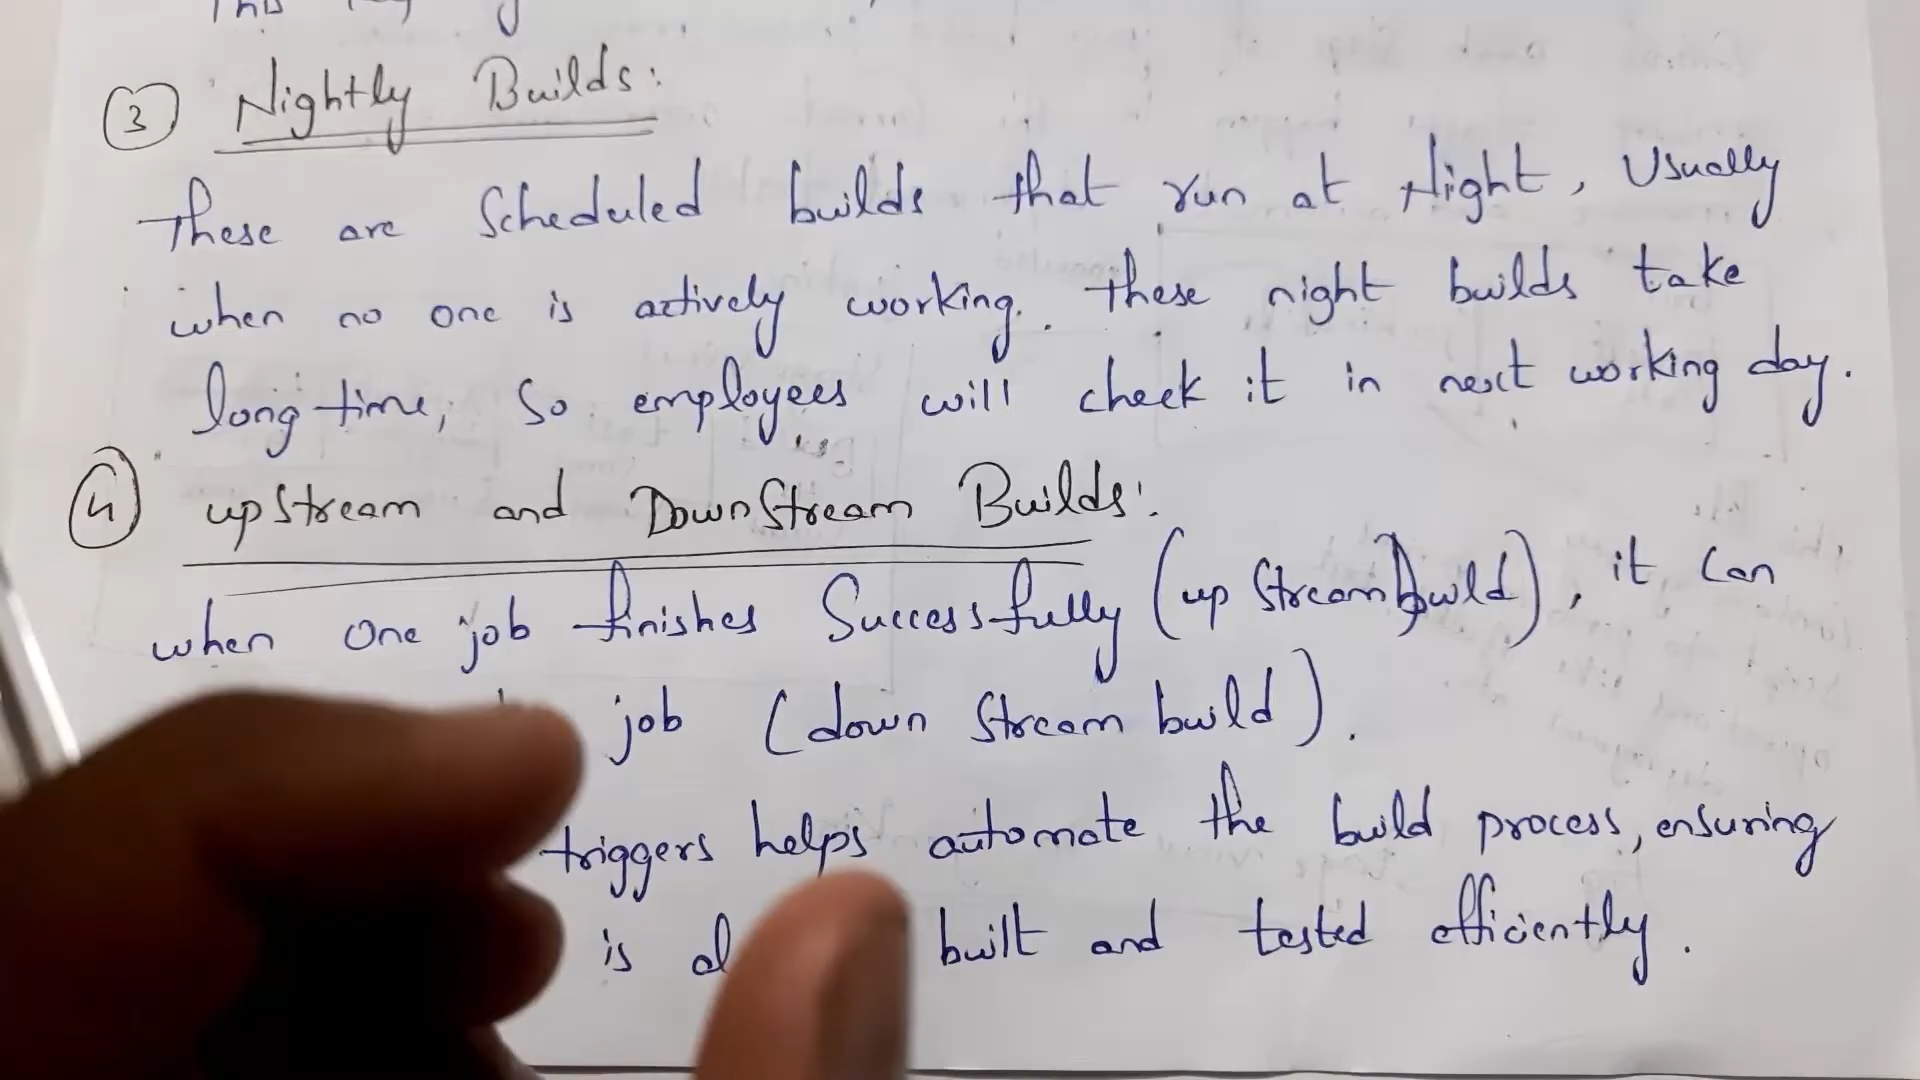 This
③ Nightly Builds:
These are Scheduled builds that run at Night, Usually
when no one is actively working. These night builds take
long time, So employees will check it in next working day.
④ upstream and DownStream Builds:
when one job finishes Successfully (up Stream build), it Can
job (down Stream build).
triggers helps automate the build process, ensuring
is built and tested efficiently.